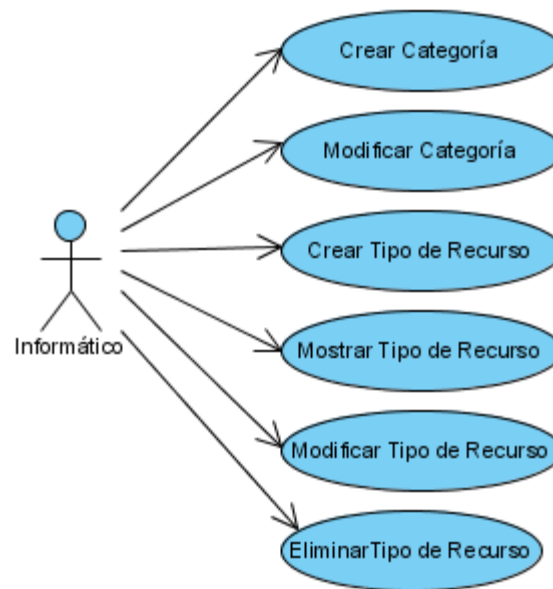 Crear Categoría
Modificar Categoría
Crear Tipo de Recurso
Informático
Mostrar Tipo de Recurso
Modificar Tipo de Recurso
EliminarTipo de Recurso